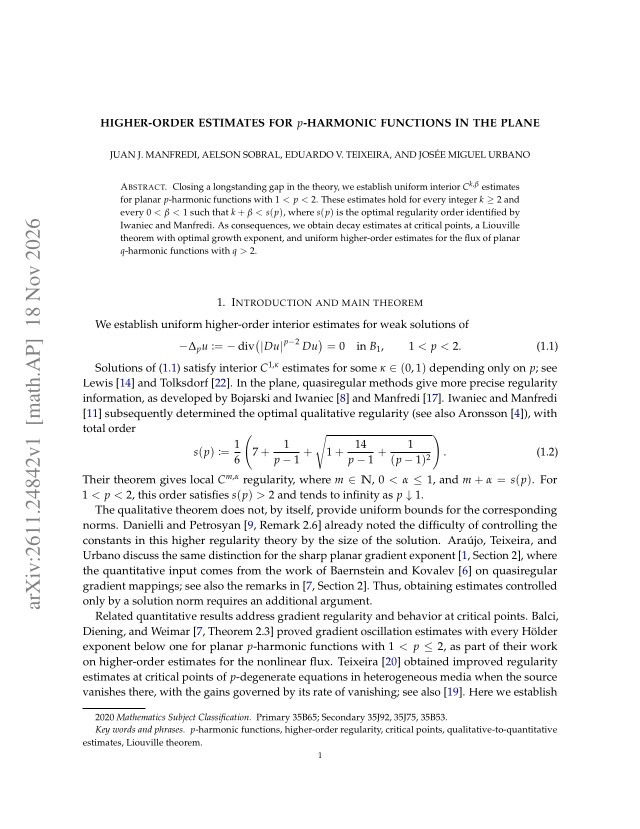 HIGHER-ORDER ESTIMATES FOR p-HARMONIC FUNCTIONS IN THE PLANE
JUAN J. MANFREDI, AELSON SOBRAL, EDUARDO V. TEIXEIRA, AND JOSÉE MIGUEL URBANO
ABSTRACT. Closing a longstanding gap in the theory, we establish uniform interior C^{k,β} estimates
for planar p-harmonic functions with 1 < p < 2. These estimates hold for every integer k ≥ 2 and
every 0 < β < 1 such that k + β < s(p), where s(p) is the optimal regularity order identified by
Iwaniec and Manfredi. As consequences, we obtain decay estimates at critical points, a Liouville
theorem with optimal growth exponent, and uniform higher-order estimates for the flux of planar
q-harmonic functions with q > 2.
1. INTRODUCTION AND MAIN THEOREM
We establish uniform higher-order interior estimates for weak solutions of
−Δ_p u := − div(|Du|^{p−2} Du) = 0 in B_1, 1 < p < 2. (1.1)
Solutions of (1.1) satisfy interior C^{1,κ} estimates for some κ ∈ (0, 1) depending only on p; see
Lewis [14] and Tolksdorf [22]. In the plane, quasiregular methods give more precise regularity
information, as developed by Bojarski and Iwaniec [8] and Manfredi [17]. Iwaniec and Manfredi
[11] subsequently determined the optimal qualitative regularity (see also Aronsson [4]), with
total order
s(p) := 1/6 (7 + 1/(p − 1) + √(1 + 14/(p − 1) + 1/(p − 1)²)). (1.2)
Their theorem gives local C^{m,α} regularity, where m ∈ ℕ, 0 < α ≤ 1, and m + α = s(p). For
1 < p < 2, this order satisfies s(p) > 2 and tends to infinity as p ↓ 1.
The qualitative theorem does not, by itself, provide uniform bounds for the corresponding
norms. Danielli and Petrosyan [9, Remark 2.6] already noted the difficulty of controlling the
constants in this higher regularity theory by the size of the solution. Araújo, Teixeira, and
Urbano discuss the same distinction for the sharp planar gradient exponent [1, Section 2], where
the quantitative input comes from the work of Baernstein and Kovalev [6] on quasiregular
gradient mappings; see also the remarks in [7, Section 2]. Thus, obtaining estimates controlled
only by a solution norm requires an additional argument.
Related quantitative results address gradient regularity and behavior at critical points. Balci,
Diening, and Weimar [7, Theorem 2.3] proved gradient oscillation estimates with every Hölder
exponent below one for planar p-harmonic functions with 1 < p ≤ 2, as part of their work
on higher-order estimates for the nonlinear flux. Teixeira [20] obtained improved regularity
estimates at critical points of p-degenerate equations in heterogeneous media when the source
vanishes there, with the gains governed by its rate of vanishing; see also [19]. Here we establish
2020 Mathematics Subject Classification. Primary 35B65; Secondary 35J92, 35J75, 35B53.
Key words and phrases. p-harmonic functions, higher-order regularity, critical points, qualitative-to-quantitative
estimates, Liouville theorem.
1
arXiv:2611.24842v1 [math.AP] 18 Nov 2026